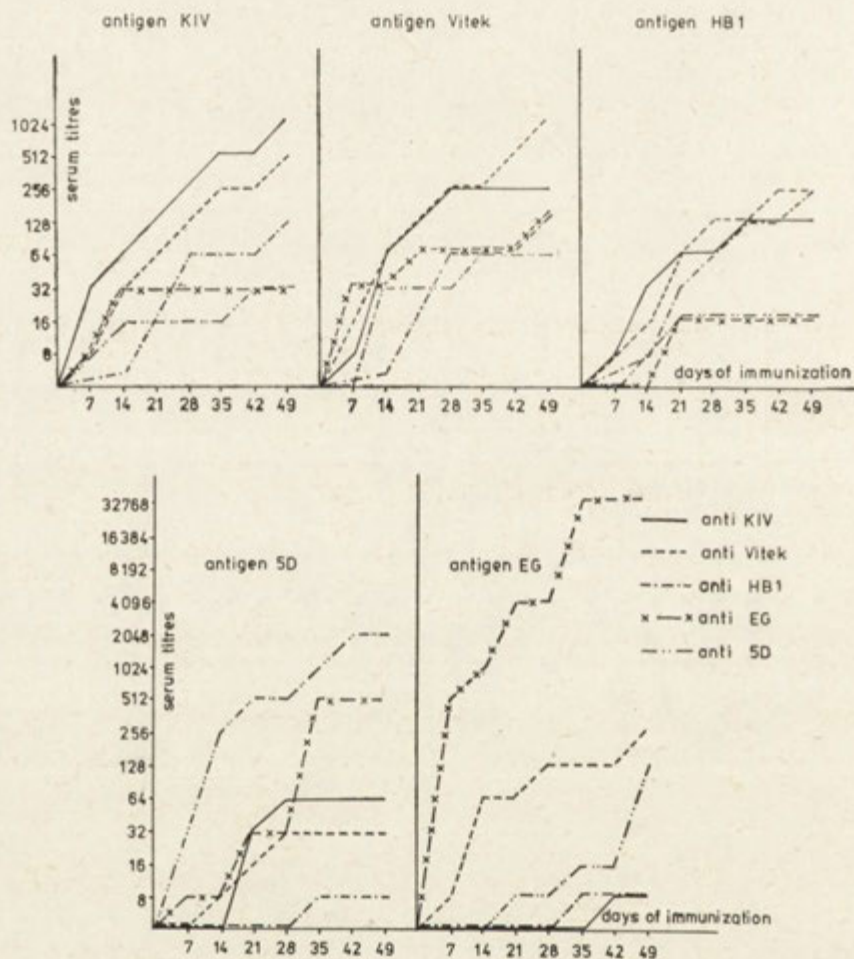 antigen KIV
antigen Vitek
antigen HB1
serum titres
1024
512
256
128
64
32
16
8
days of immunization
7 14 21 28 35 42 49
7 14 21 28 35 42 49
7 14 21 28 35 42 49
antigen 5D
antigen EG
serum titres
32768
16384
8192
4096
2048
1024
512
256
128
64
32
16
8
anti KIV
anti Vitek
anti HB1
anti EG
anti 5D
days of immunization
7 14 21 28 35 42 49
7 14 21 28 35 42 49